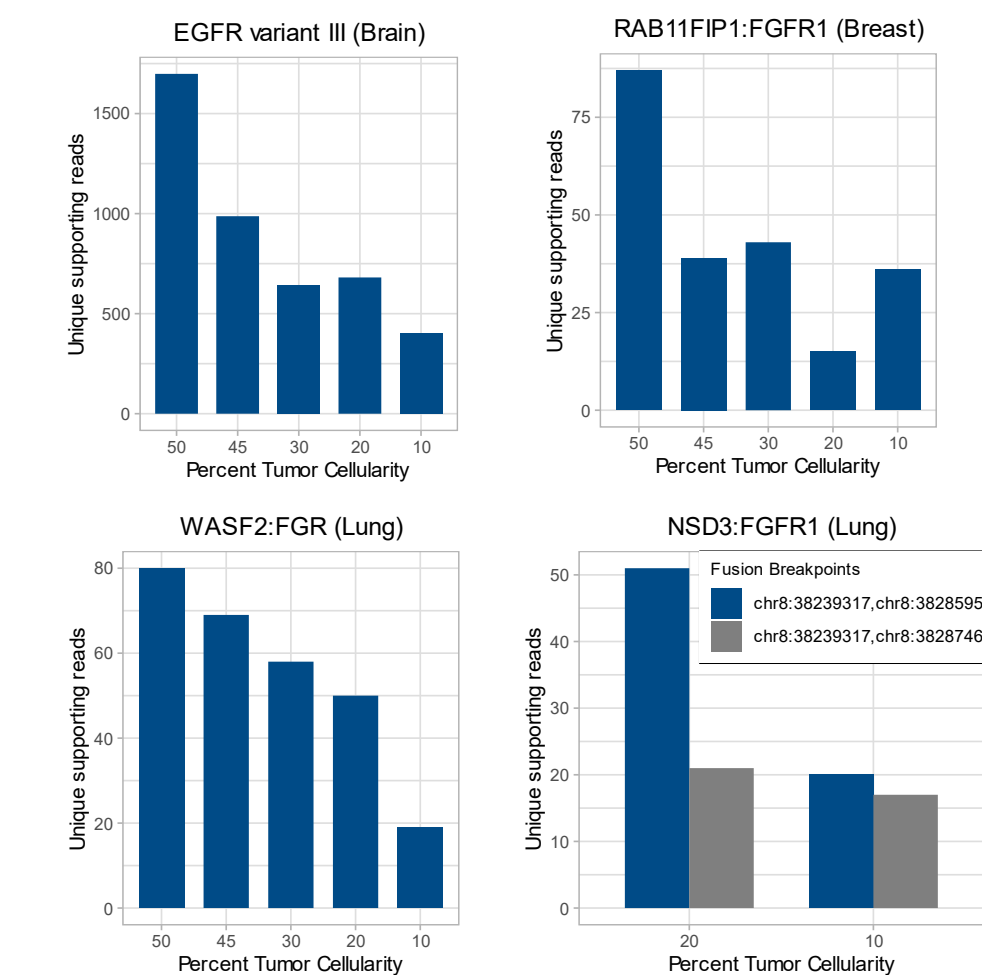 EGFR variant III (Brain)
Unique supporting reads
1500
1000
500
0
50 45 30 20 10
Percent Tumor Cellularity
RAB11FIP1:FGFR1 (Breast)
Unique supporting reads
75
50
25
0
50 45 30 20 10
Percent Tumor Cellularity
WASF2:FGR (Lung)
Unique supporting reads
80
60
40
20
0
50 45 30 20 10
Percent Tumor Cellularity
NSD3:FGFR1 (Lung)
Fusion Breakpoints
chr8:38239317,chr8:3828595
chr8:38239317,chr8:3828746
Unique supporting reads
50
40
30
20
10
0
20 10
Percent Tumor Cellularity